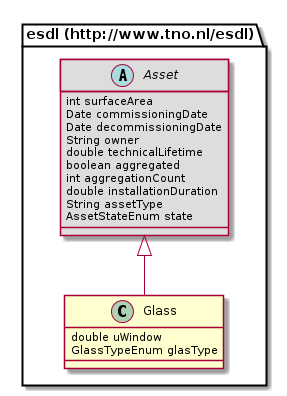 esdl (http://www.tno.nl/esdl)
A Asset
int surfaceArea
Date commissioningDate
Date decommissioningDate
String owner
double technicalLifetime
boolean aggregated
int aggregationCount
double installationDuration
String assetType
AssetStateEnum state
C Glass
double uWindow
GlassTypeEnum glasType